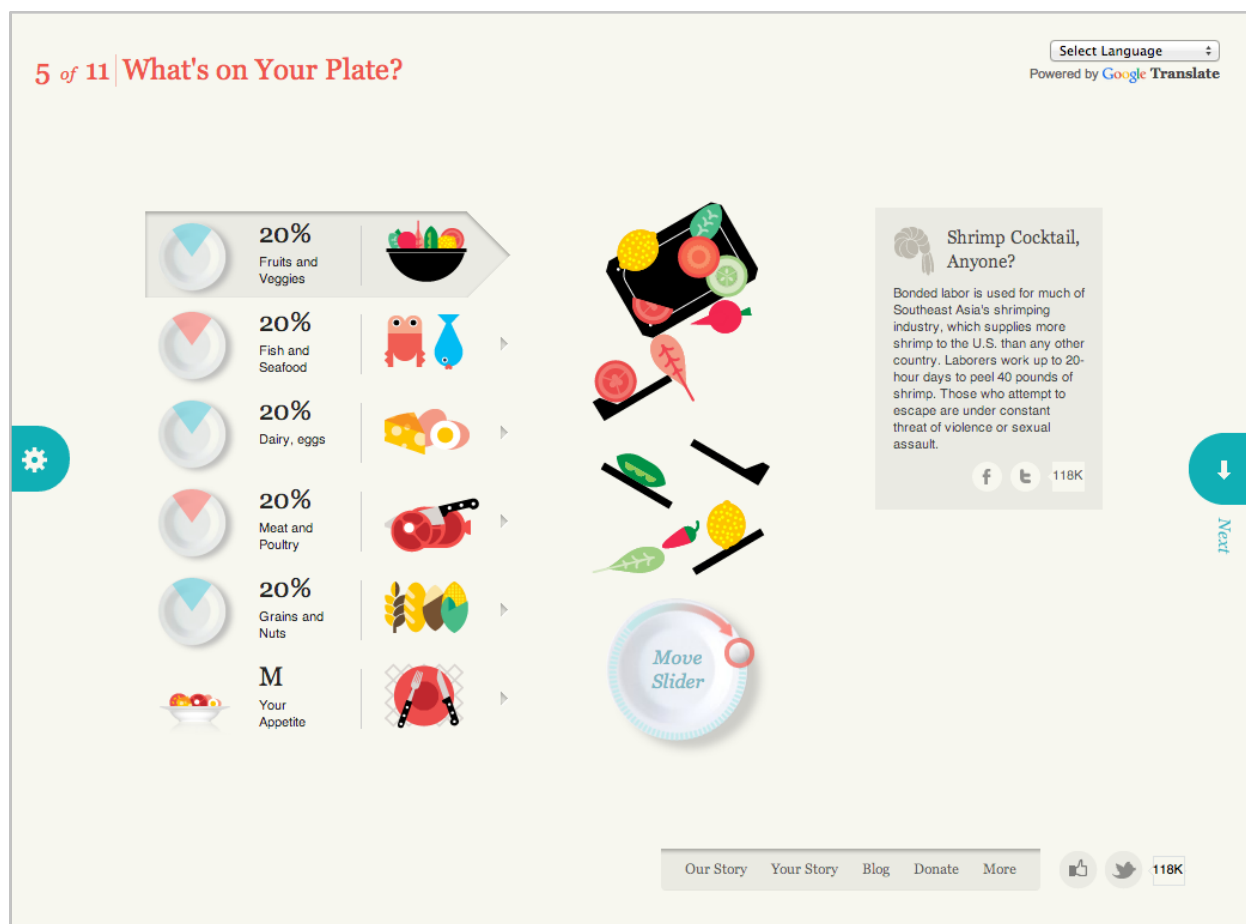 5 of 11 What's on Your Plate?
Select Language
Powered by Google Translate
20%
Fruits and
Veggies
20%
Fish and
Seafood
20%
Dairy, eggs
20%
Meat and
Poultry
20%
Grains and
Nuts
M
Your
Appetite
Move
Slider
Shrimp Cocktail,
Anyone?
Bonded labor is used for much of
Southeast Asia's shrimping
industry, which supplies more
shrimp to the U.S. than any other
country. Laborers work up to 20-
hour days to peel 40 pounds of
shrimp. Those who attempt to
escape are under constant
threat of violence or sexual
assault.
f t 118K
Next
Our Story Your Story Blog Donate More 118K